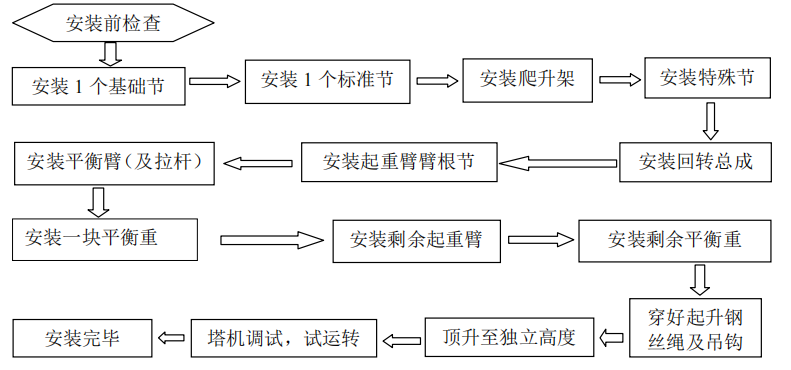 安装前检查
安装 1 个基础节
安装 1 个标准节
安装爬升架
安装特殊节
安装回转总成
安装起重臂臂根节
安装平衡臂（及拉杆）
安装一块平衡重
安装剩余起重臂
安装剩余平衡重
穿好起升钢
丝绳及吊钩
顶升至独立高度
塔机调试，试运转
安装完毕